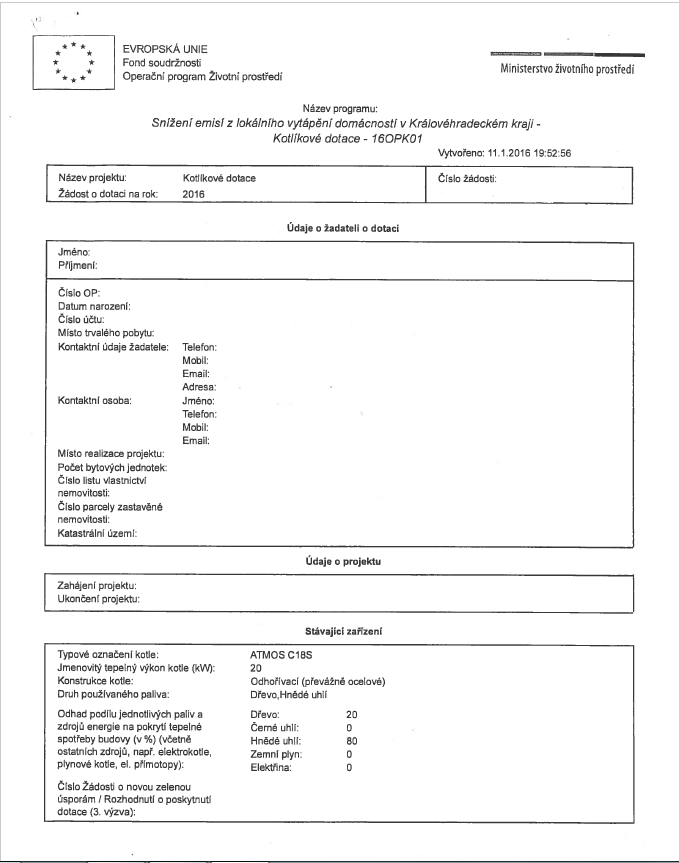 EVROPSKÁ UNIE
Fond soudržnosti
Operační program Životní prostředí
Ministerstvo životního prostředí
Název programu:
Snížení emisí z lokálního vytápění domácností v Královéhradeckém kraji -
Kotlíkové dotace - 16OPK01
Vytvořeno: 11.1.2016 19:52:56
Název projektu: Kotlíkové dotace
Číslo žádosti:
Žádost o dotaci na rok: 2016
Údaje o žadateli o dotaci
Jméno:
Příjmení:
Číslo OP:
Datum narození:
Číslo účtu:
Místo trvalého pobytu:
Kontaktní údaje žadatele: Telefon:
Mobil:
Email:
Adresa:
Kontaktní osoba: Jméno:
Telefon:
Mobil:
Email:
Místo realizace projektu:
Počet bytových jednotek:
Číslo listu vlastnictví
nemovitosti:
Číslo parcely zastavěné
nemovitosti:
Katastrální území:
Údaje o projektu
Zahájení projektu:
Ukončení projektu:
Stávající zařízení
Typové označení kotle: ATMOS C18S
Jmenovitý tepelný výkon kotle (kW): 20
Konstrukce kotle: Odhořívací (převážně ocelové)
Druh používaného paliva: Dřevo,Hnědé uhlí
Odhad podílu jednotlivých paliv a
zdrojů energie na pokrytí tepelné
spotřeby budovy (v %) (včetně
ostatních zdrojů, např. elektrokotle,
plynové kotle, el. přímotopy):
Dřevo: 20
Černé uhlí: 0
Hnědé uhlí: 80
Zemní plyn: 0
Elektřina: 0
Číslo Žádosti o novou zelenou
úsporám / Rozhodnutí o poskytnutí
dotace (3. výzva):